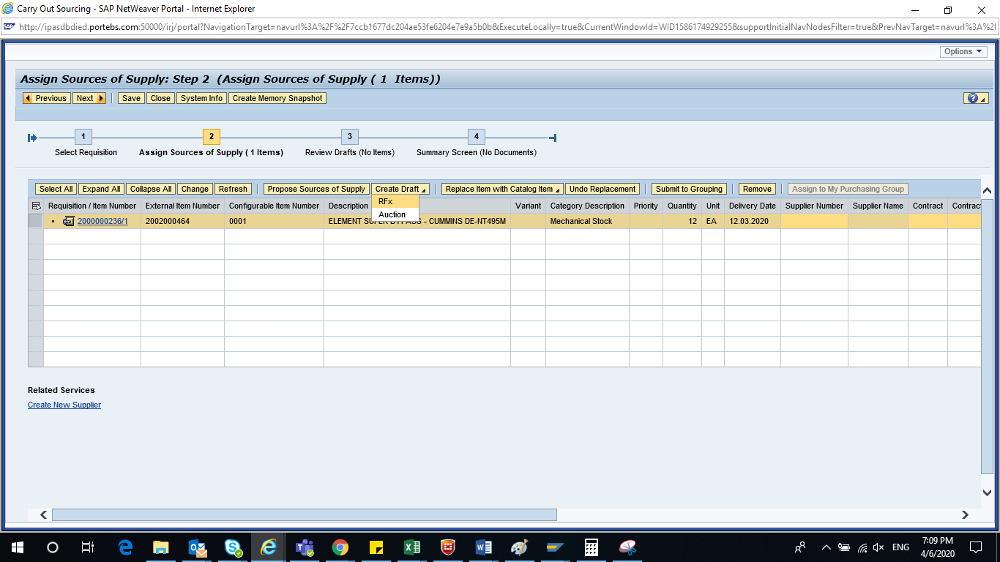 Carry Out Sourcing - SAP NetWeaver Portal - Internet Explorer
SAP http://ipasdbdied.portebs.com:50000/irj/portal?NavigationTarget=navurl%3A%2F%2F7ccb1677dc204ae53fe6204e7e9a5b0b&ExecuteLocally=true&CurrentWindowId=WID1586174929255&supportInitialNavNodesFilter=true&PrevNavTarget=navurl%3A%2
Options
Assign Sources of Supply: Step 2 (Assign Sources of Supply ( 1 Items))
Previous Next Save Close System Info Create Memory Snapshot ?
1 2 3 4
Select Requisition Assign Sources of Supply ( 1 Items) Review Drafts (No Items) Summary Screen (No Documents)
Select All Expand All Collapse All Change Refresh Propose Sources of Supply Create Draft Replace Item with Catalog Item Undo Replacement Submit to Grouping Remove Assign to My Purchasing Group
RFx
Auction
Requisition / Item Number External Item Number Configurable Item Number Description Variant Category Description Priority Quantity Unit Delivery Date Supplier Number Supplier Name Contract Contrac
2000000236/1 2002000464 0001 ELEMENT SUPER BYPASS - CUMMINS DE-NT495M Mechanical Stock 12 EA 12.03.2020
Related Services
Create New Supplier
ENG
7:09 PM
4/6/2020